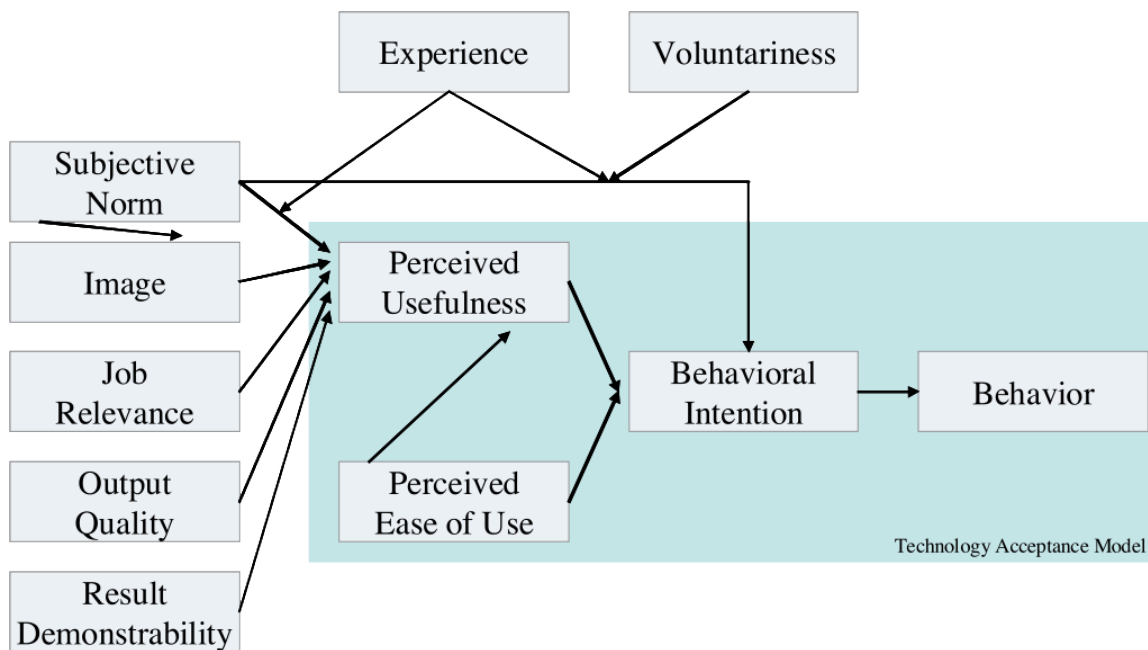 Experience
Voluntariness
Subjective
Norm
Image
Perceived
Usefulness
Job
Relevance
Behavioral
Intention
Behavior
Output
Quality
Perceived
Ease of Use
Technology Acceptance Model
Result
Demonstrability